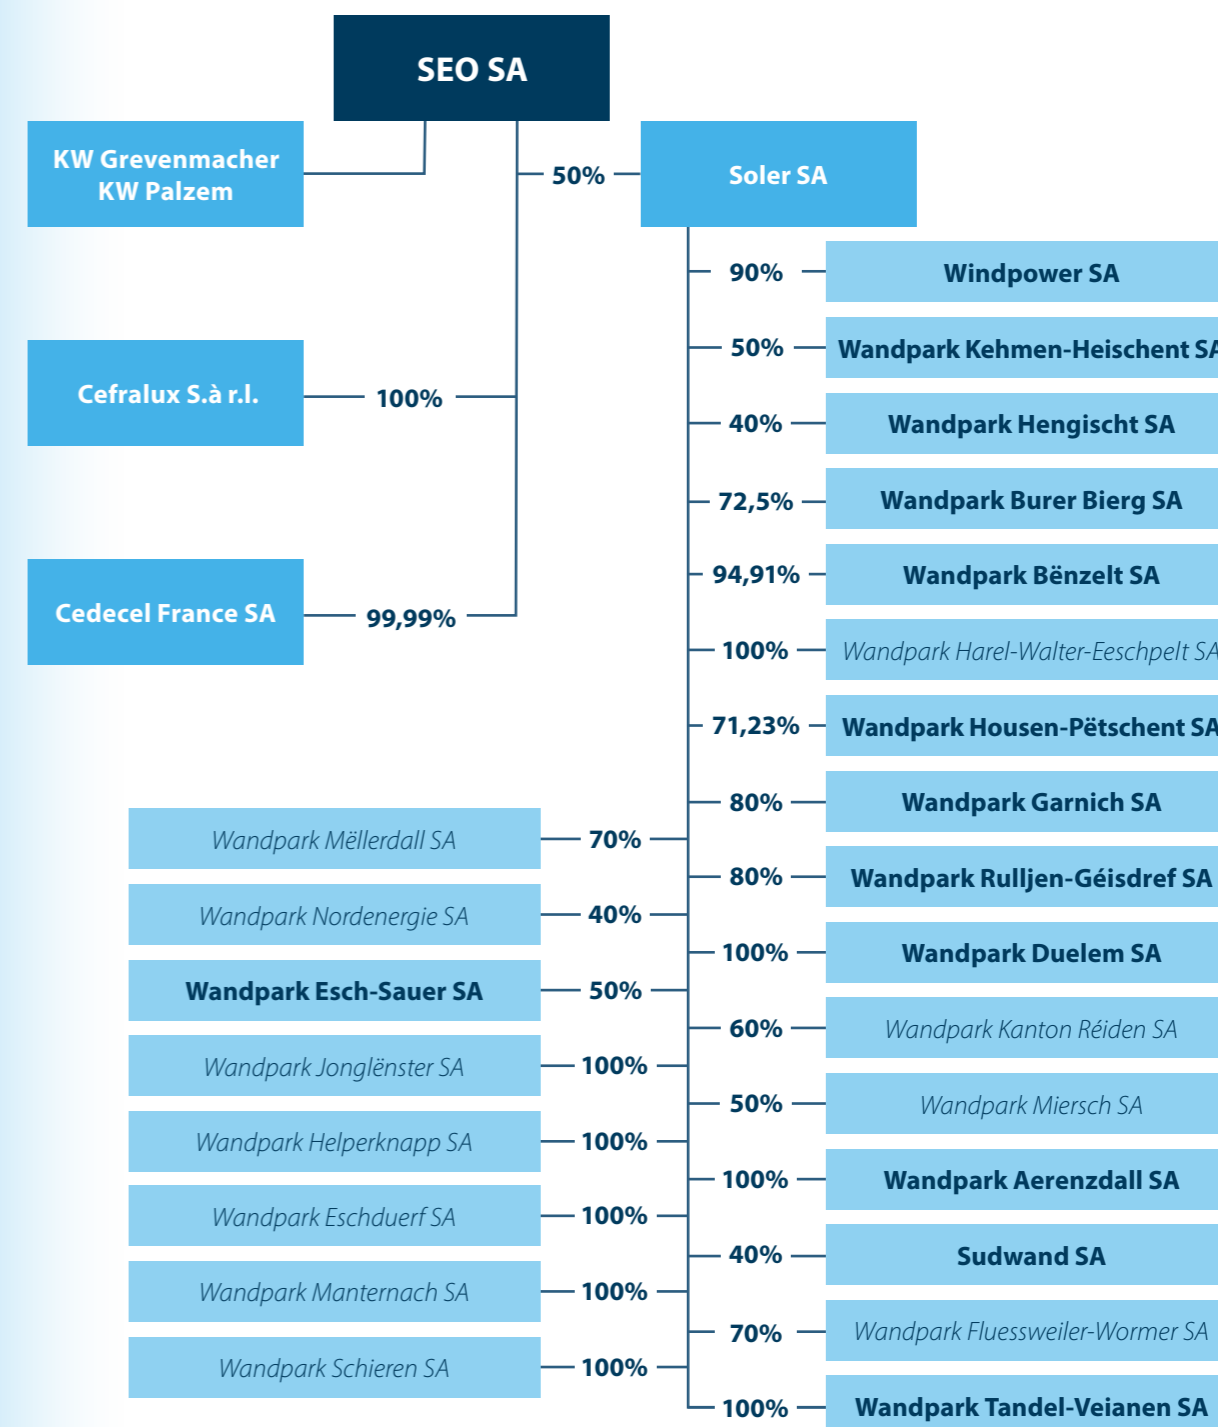 SEO SA
KW Grevenmacher
KW Palzem
50%
Soler SA
90%
Windpower SA
50%
Wandpark Kehmen-Heischent SA
Cefralux S.à r.l.
100%
40%
Wandpark Hengischt SA
72,5%
Wandpark Burer Bierg SA
94,91%
Wandpark Bënzelt SA
Cedecel France SA
99,99%
100%
Wandpark Harel-Walter-Eeschpelt SA
71,23%
Wandpark Housen-Pëtschent SA
80%
Wandpark Garnich SA
Wandpark Mëllerdall SA
70%
80%
Wandpark Rulljen-Géisdref SA
Wandpark Nordenergie SA
40%
100%
Wandpark Duelem SA
Wandpark Esch-Sauer SA
50%
60%
Wandpark Kanton Réiden SA
Wandpark Jonglënster SA
100%
50%
Wandpark Miersch SA
Wandpark Helperknapp SA
100%
100%
Wandpark Aerenzdall SA
Wandpark Eschduerf SA
100%
40%
Sudwand SA
Wandpark Manternach SA
100%
70%
Wandpark Fluessweiler-Wormer SA
Wandpark Schieren SA
100%
100%
Wandpark Tandel-Veianen SA